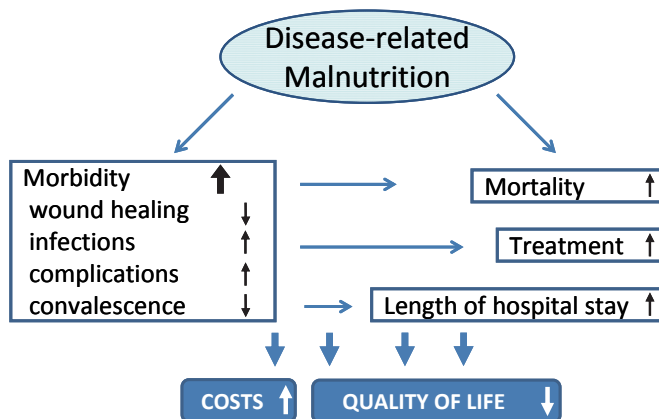 Disease-related
Malnutrition
Morbidity ↑
wound healing ↓
infections ↑
complications ↑
convalescence ↓
Mortality ↑
Treatment ↑
Length of hospital stay ↑
COSTS ↑
QUALITY OF LIFE ↓